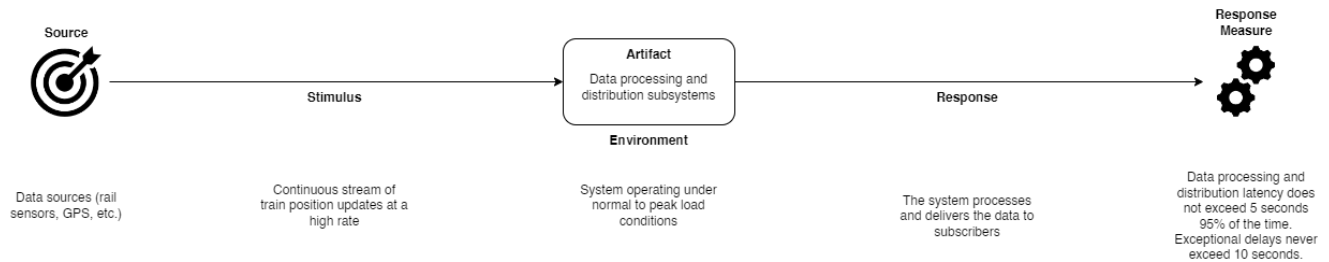 Source
Stimulus
Artifact
Data processing and
distribution subsystems
Environment
Response
Response
Measure
Data sources (rail
sensors, GPS, etc.)
Continuous stream of
train position updates at a
high rate
System operating under
normal to peak load
conditions
The system processes
and delivers the data to
subscribers
Data processing and
distribution latency does
not exceed 5 seconds
95% of the time.
Exceptional delays never
exceed 10 seconds.